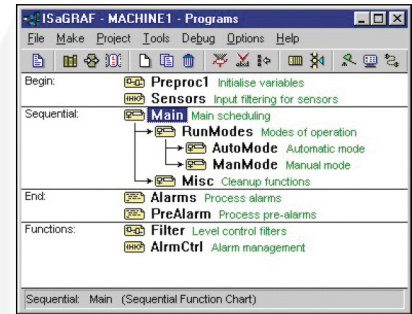 ISaGRAF - MACHINE1 - Programs
File Make Project Tools Debug Options Help
Begin: Preproc1 Initialise variables
Sensors Input filtering for sensors
Sequential: Main Main scheduling
RunModes Modes of operation
AutoMode Automatic mode
ManMode Manual mode
Misc Cleanup functions
End: Alarms Process alarms
PreAlarm Process pre-alarms
Functions: Filter Level control filters
AlrmCtrl Alarm management
Sequential: Main (Sequential Function Chart)